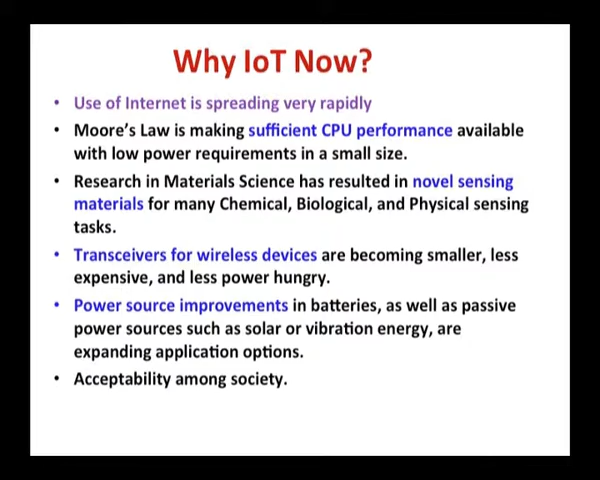 Why IoT Now?
• Use of Internet is spreading very rapidly
• Moore's Law is making sufficient CPU performance available
with low power requirements in a small size.
• Research in Materials Science has resulted in novel sensing
materials for many Chemical, Biological, and Physical sensing
tasks.
• Transceivers for wireless devices are becoming smaller, less
expensive, and less power hungry.
• Power source improvements in batteries, as well as passive
power sources such as solar or vibration energy, are
expanding application options.
• Acceptability among society.